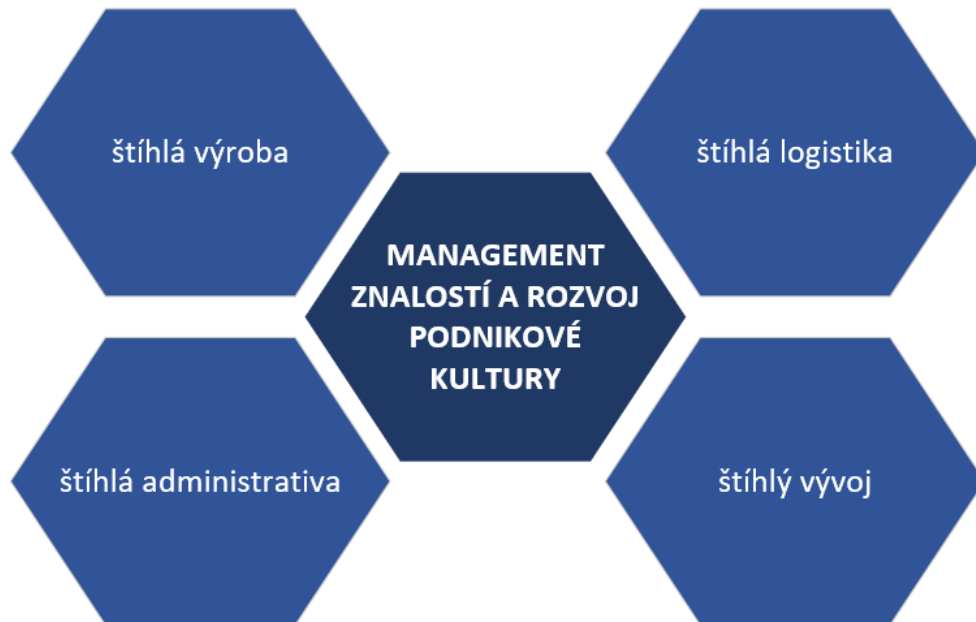 štíhlá výroba
štíhlá logistika
MANAGEMENT
ZNALOSTÍ A ROZVOJ
PODNIKOVÉ
KULTURY
štíhlá administrativa
štíhlý vývoj